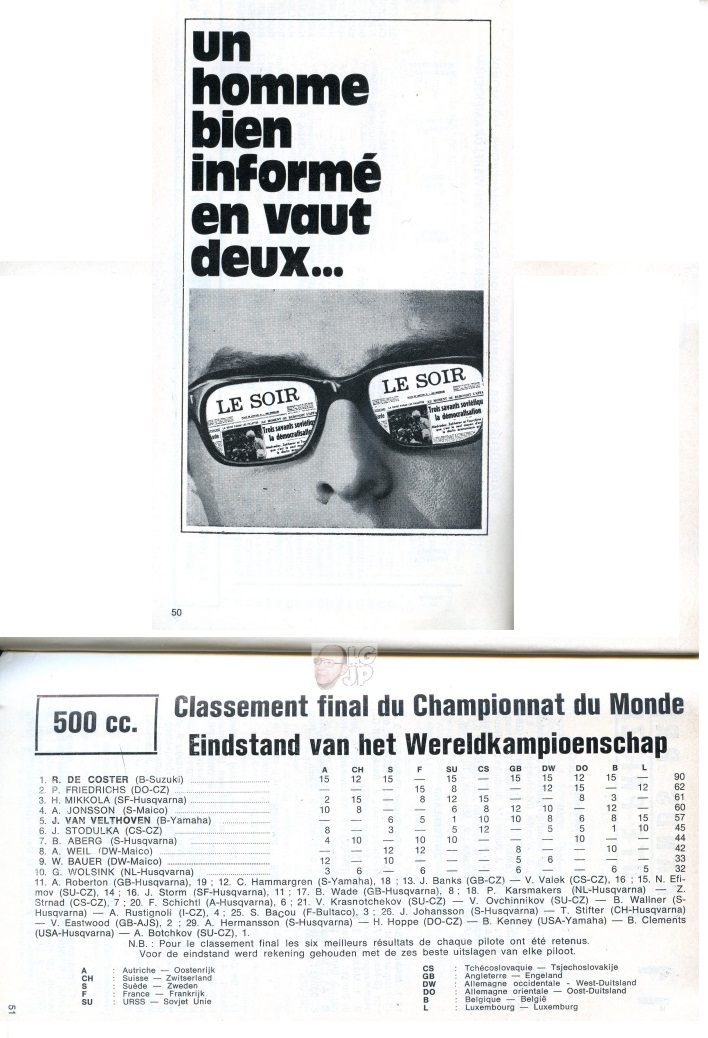 un
homme
bien
informé
en vaut
deux...
LE SOIR
LE SOIR
Trois savants soviétiqu
la démocratisation
Trois savants soviétiqu
la démocratisation
50
LG
JP
500 cc.
Classement final du Championnat du Monde
Eindstand van het Wereldkampioenschap
A CH S F SU CS GB DW DO B L
1. R. DE COSTER (B-Suzuki) 15 12 15 — 15 — 15 15 12 15 — 90
2. P. FRIEDRICHS (DO-CZ) — — — 15 8 — — 12 15 — 12 62
3. H. MIKKOLA (SF-Husqvarna) 2 15 — 8 12 15 — — 8 3 — 61
4. A. JONSSON (S-Maico) 10 8 — — 6 8 12 10 — 12 — 60
5. J. VAN VELTHOVEN (B-Yamaha) — — 6 5 1 10 10 8 6 8 15 57
6. J. STODULKA (CS-CZ) 8 — 3 — 5 12 — 5 5 1 10 45
7. B. ABERG (S-Husqvarna) 4 10 — 10 10 — — — 10 — — 44
8. A. WEIL (DW-Maico) — — 12 12 — — 8 — — 10 — 42
9. W. BAUER (DW-Maico) 12 — 10 — — — 5 6 — — — 33
10. G. WOLSINK (NL-Husqvarna) 3 6 — 6 — — 6 — — 6 5 32
11. A. Roberton (GB-Husqvarna), 19 ; 12. C. Hammargren (S-Yamaha), 18 ; 13. J. Banks (GB-CZ) — V. Valek (CS-CZ), 16 ; 15. N. Efi-
mov (SU-CZ), 14 ; 16. J. Storm (SF-Husqvarna), 11 ; 17. B. Wade (GB-Husqvarna), 8 ; 18. P. Karsmakers (NL-Husqvarna) — Z.
Strnad (CS-CZ), 7 ; 20. F. Schichtl (A-Husqvarna), 6 ; 21. V. Krasnotchekov (SU-CZ) — V. Ovchinnikov (SU-CZ) — B. Wallner (S-
Husqvarna) — A. Rustignoli (I-CZ), 4 ; 25. S. Baçou (F-Bultaco), 3 ; 26. J. Johansson (S-Husqvarna) — T. Stifter (CH-Husqvarna)
— V. Eastwood (GB-AJS), 2 ; 29. A. Hermansson (S-Husqvarna) — H. Hoppe (DO-CZ) — B. Kenney (USA-Yamaha) — B. Clements
(USA-Husqvarna) — A. Botchkov (SU-CZ), 1.
N.B. : Pour le classement final les six meilleurs résultats de chaque pilote ont été retenus.
Voor de eindstand werd rekening gehouden met de zes beste uitslagen van elke piloot.
A : Autriche — Oostenrijk
CH : Suisse — Zwitserland
S : Suède — Zweden
F : France — Frankrijk
SU : URSS — Sovjet Unie
CS : Tchécoslovaquie — Tsjechoslovakije
GB : Angleterre — Engeland
DW : Allemagne occidentale - West-Duitsland
DO : Allemagne orientale — Oost-Duitsland
B : Belgique — België
L : Luxembourg — Luxemburg
51